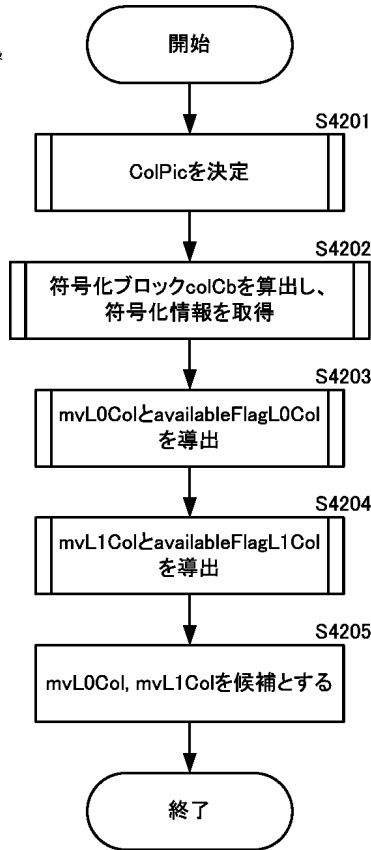 開始
S4201
ColPicを決定
S4202
符号化ブロックcolCbを算出し、
符号化情報を取得
S4203
mvL0ColとavailableFlagL0Col
を導出
S4204
mvL1ColとavailableFlagL1Col
を導出
S4205
mvL0Col, mvL1Colを候補とする
終了